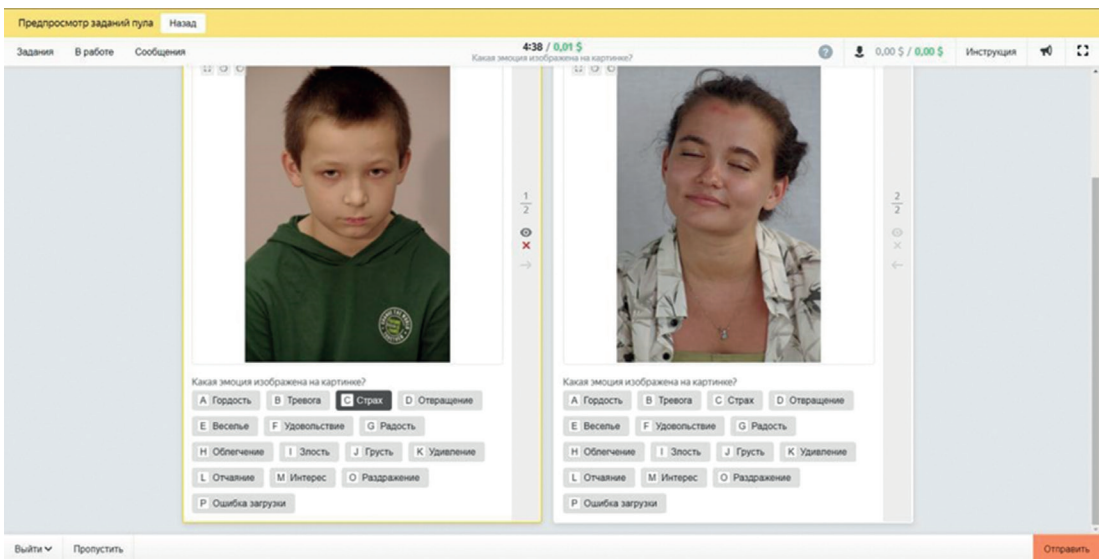 Предпросмотр заданий пула Назад
Задания В работе Сообщения 4:38 / 0,01 $ 0,00 $ / 0,00 $ Инструкция
Какая эмоция изображена на картинке?
1
2
2
2
Какая эмоция изображена на картинке?
A Гордость B Тревога C Страх D Отвращение
E Веселье F Удовольствие G Радость
H Облегчение I Злость J Грусть K Удивление
L Отчаяние M Интерес O Раздражение
P Ошибка загрузки
Какая эмоция изображена на картинке?
A Гордость B Тревога C Страх D Отвращение
E Веселье F Удовольствие G Радость
H Облегчение I Злость J Грусть K Удивление
L Отчаяние M Интерес O Раздражение
P Ошибка загрузки
Выйти Пропустить Отправить